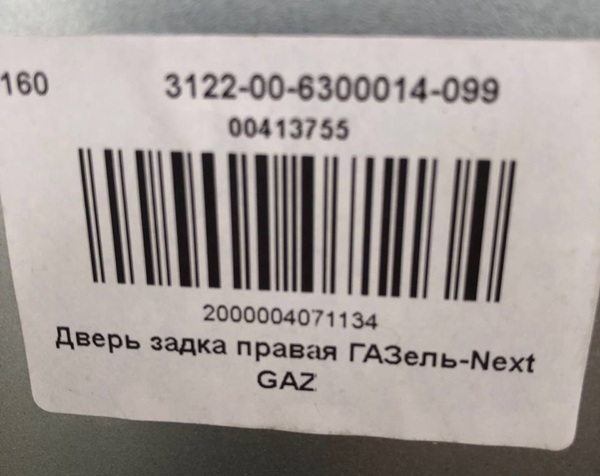 160 3122-00-6300014-099
00413755
2000004071134
Дверь задка правая ГАЗель-Next
GAZ